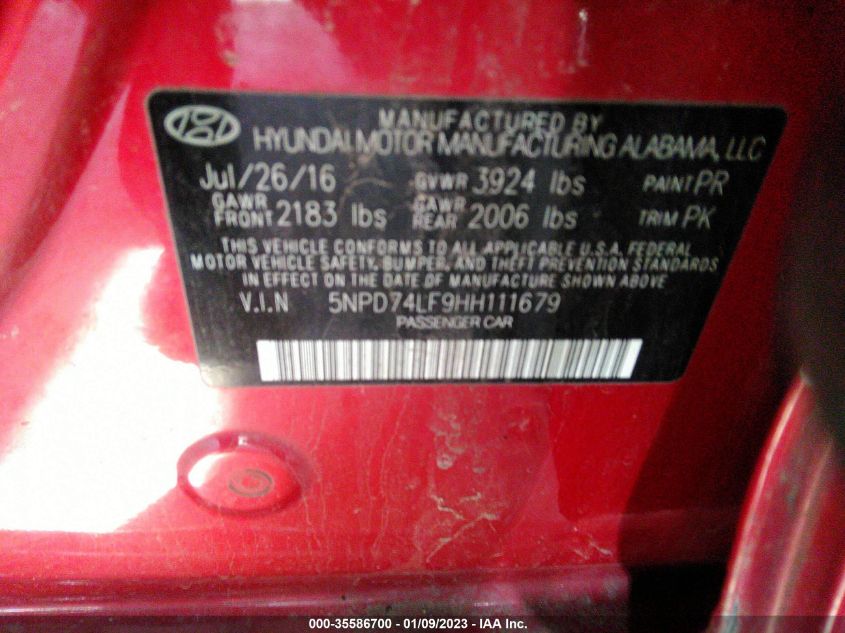 MANUFACTURED BY
HYUNDAI MOTOR MANUFACTURING ALABAMA, LLC
Jul/26/16 GVWR 3924 lbs PAINT PR
GAWR FRONT 2183 lbs GAWR REAR 2006 lbs TRIM PK
THIS VEHICLE CONFORMS TO ALL APPLICABLE U.S.A. FEDERAL
MOTOR VEHICLE SAFETY, BUMPER, AND THEFT PREVENTION STANDARDS
IN EFFECT ON THE DATE OF MANUFACTURE SHOWN ABOVE
V.I.N 5NPD74LF9HH111679
PASSENGER CAR
000-35586700 - 01/09/2023 - IAA Inc.